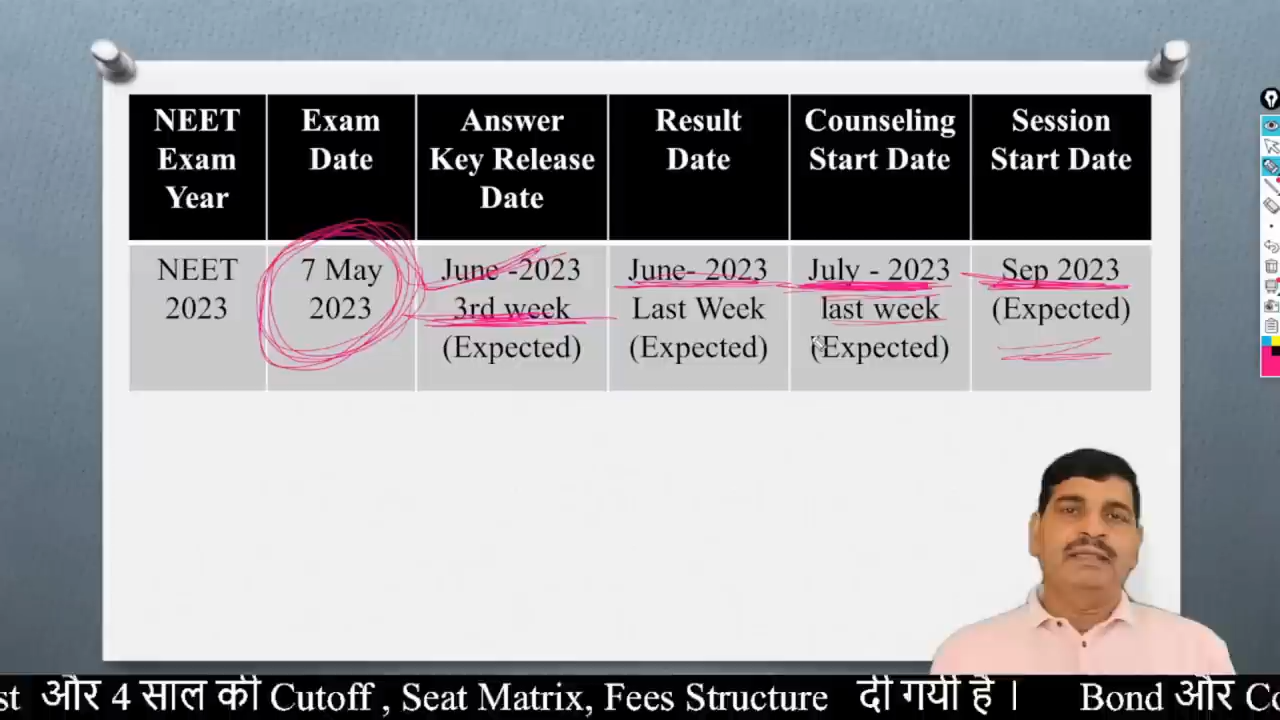 NEET Exam Year
Exam Date
Answer Key Release Date
Result Date
Counseling Start Date
Session Start Date
NEET 2023
7 May 2023
June -2023 3rd week (Expected)
June- 2023 Last Week (Expected)
July - 2023 last week (Expected)
Sep 2023 (Expected)
और 4 साल की Cutoff , Seat Matrix, Fees Structure दी गयी है । Bond और